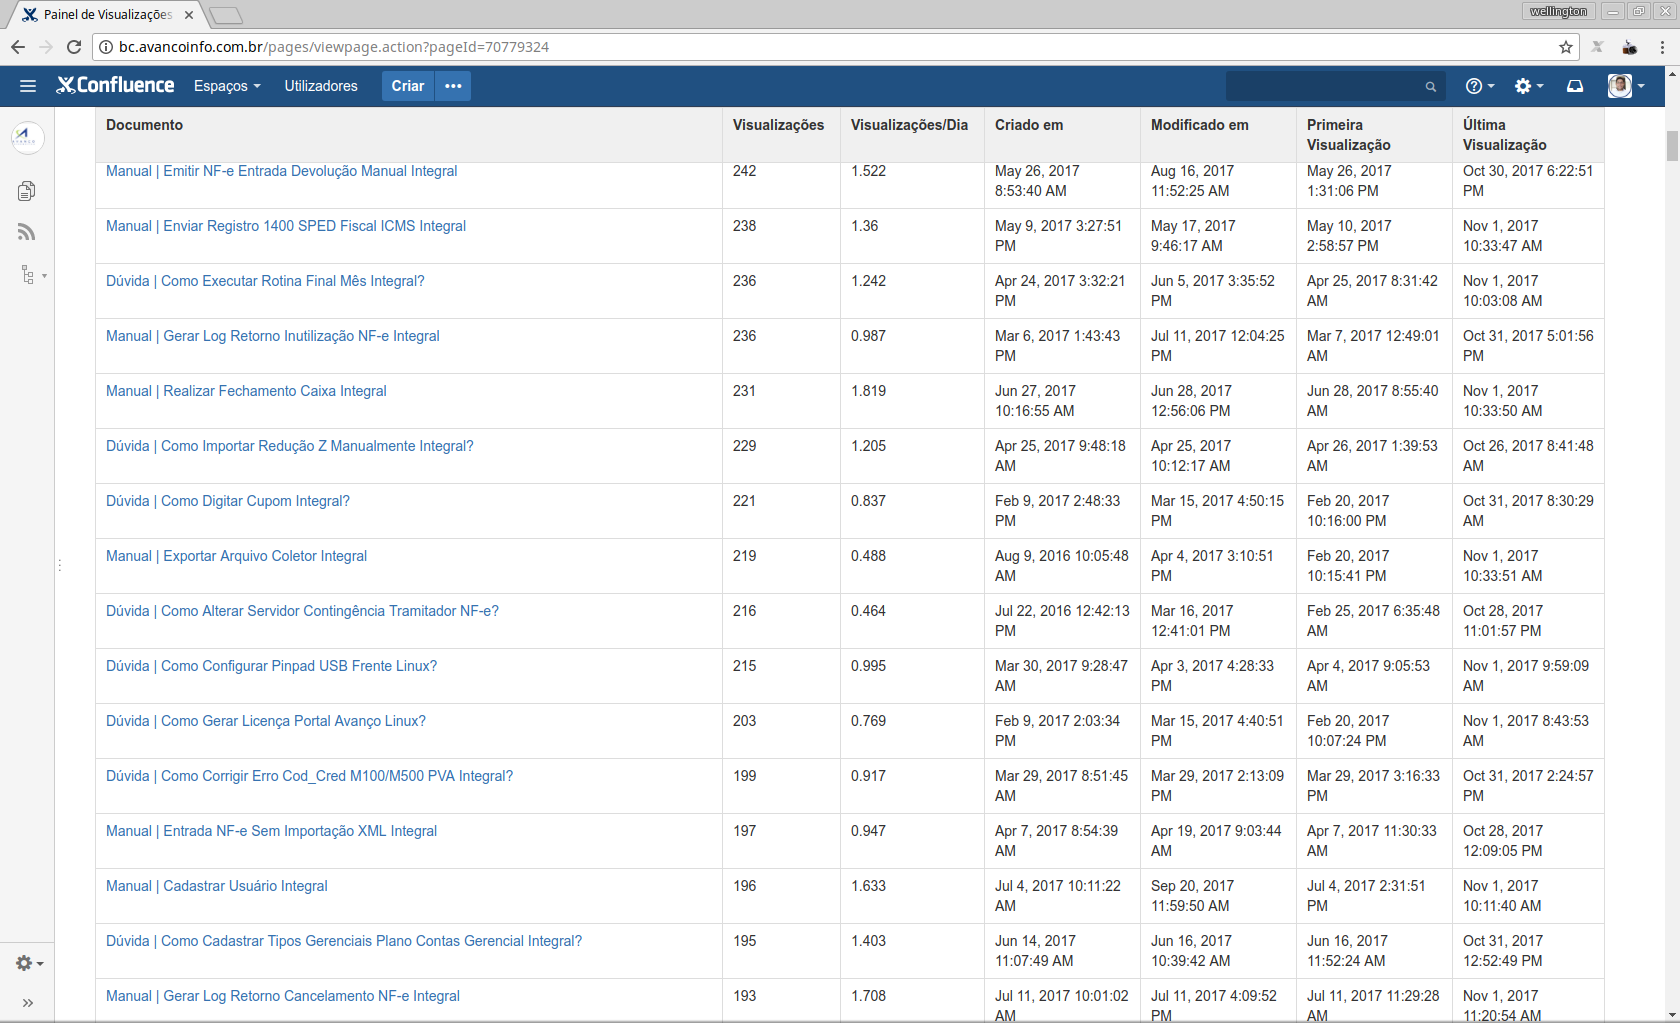 Painel de Visualizações
wellington
bc.avancoinfo.com.br/pages/viewpage.action?pageId=70779324
Confluence Espaços Utilizadores Criar
Documento Visualizações Visualizações/Dia Criado em Modificado em Primeira Visualização Última Visualização
Manual | Emitir NF-e Entrada Devolução Manual Integral 242 1.522 May 26, 2017 8:53:40 AM Aug 16, 2017 11:52:25 AM May 26, 2017 1:31:06 PM Oct 30, 2017 6:22:51 PM
Manual | Enviar Registro 1400 SPED Fiscal ICMS Integral 238 1.36 May 9, 2017 3:27:51 PM May 17, 2017 9:46:17 AM May 10, 2017 2:58:57 PM Nov 1, 2017 10:33:47 AM
Dúvida | Como Executar Rotina Final Mês Integral? 236 1.242 Apr 24, 2017 3:32:21 PM Jun 5, 2017 3:35:52 PM Apr 25, 2017 8:31:42 AM Nov 1, 2017 10:03:08 AM
Manual | Gerar Log Retorno Inutilização NF-e Integral 236 0.987 Mar 6, 2017 1:43:43 PM Jul 11, 2017 12:04:25 PM Mar 7, 2017 12:49:01 AM Oct 31, 2017 5:01:56 PM
Manual | Realizar Fechamento Caixa Integral 231 1.819 Jun 27, 2017 10:16:55 AM Jun 28, 2017 12:56:06 PM Jun 28, 2017 8:55:40 AM Nov 1, 2017 10:33:50 AM
Dúvida | Como Importar Redução Z Manualmente Integral? 229 1.205 Apr 25, 2017 9:48:18 AM Apr 25, 2017 10:12:17 AM Apr 26, 2017 1:39:53 AM Oct 26, 2017 8:41:48 AM
Dúvida | Como Digitar Cupom Integral? 221 0.837 Feb 9, 2017 2:48:33 PM Mar 15, 2017 4:50:15 PM Feb 20, 2017 10:16:00 PM Oct 31, 2017 8:30:29 AM
Manual | Exportar Arquivo Coletor Integral 219 0.488 Aug 9, 2016 10:05:48 AM Apr 4, 2017 3:10:51 PM Feb 20, 2017 10:15:41 PM Nov 1, 2017 10:33:51 AM
Dúvida | Como Alterar Servidor Contingência Tramitador NF-e? 216 0.464 Jul 22, 2016 12:42:13 PM Mar 16, 2017 12:41:01 PM Feb 25, 2017 6:35:48 AM Oct 28, 2017 11:01:57 PM
Dúvida | Como Configurar Pinpad USB Frente Linux? 215 0.995 Mar 30, 2017 9:28:47 AM Apr 3, 2017 4:28:33 PM Apr 4, 2017 9:05:53 AM Nov 1, 2017 9:59:09 AM
Dúvida | Como Gerar Licença Portal Avanço Linux? 203 0.769 Feb 9, 2017 2:03:34 PM Mar 15, 2017 4:40:51 PM Feb 20, 2017 10:07:24 PM Nov 1, 2017 8:43:53 AM
Dúvida | Como Corrigir Erro Cod_Cred M100/M500 PVA Integral? 199 0.917 Mar 29, 2017 8:51:45 AM Mar 29, 2017 2:13:09 PM Mar 29, 2017 3:16:33 PM Oct 31, 2017 2:24:57 PM
Manual | Entrada NF-e Sem Importação XML Integral 197 0.947 Apr 7, 2017 8:54:39 AM Apr 19, 2017 9:03:44 AM Apr 7, 2017 11:30:33 AM Oct 28, 2017 12:09:05 PM
Manual | Cadastrar Usuário Integral 196 1.633 Jul 4, 2017 10:11:22 AM Sep 20, 2017 11:59:50 AM Jul 4, 2017 2:31:51 PM Nov 1, 2017 10:11:40 AM
Dúvida | Como Cadastrar Tipos Gerenciais Plano Contas Gerencial Integral? 195 1.403 Jun 14, 2017 11:07:49 AM Jun 16, 2017 10:39:42 AM Jun 16, 2017 11:52:24 AM Oct 31, 2017 12:52:49 PM
Manual | Gerar Log Retorno Cancelamento NF-e Integral 193 1.708 Jul 11, 2017 10:01:02 AM Jul 11, 2017 4:09:52 PM Jul 11, 2017 11:29:28 AM Nov 1, 2017 11:20:54 AM